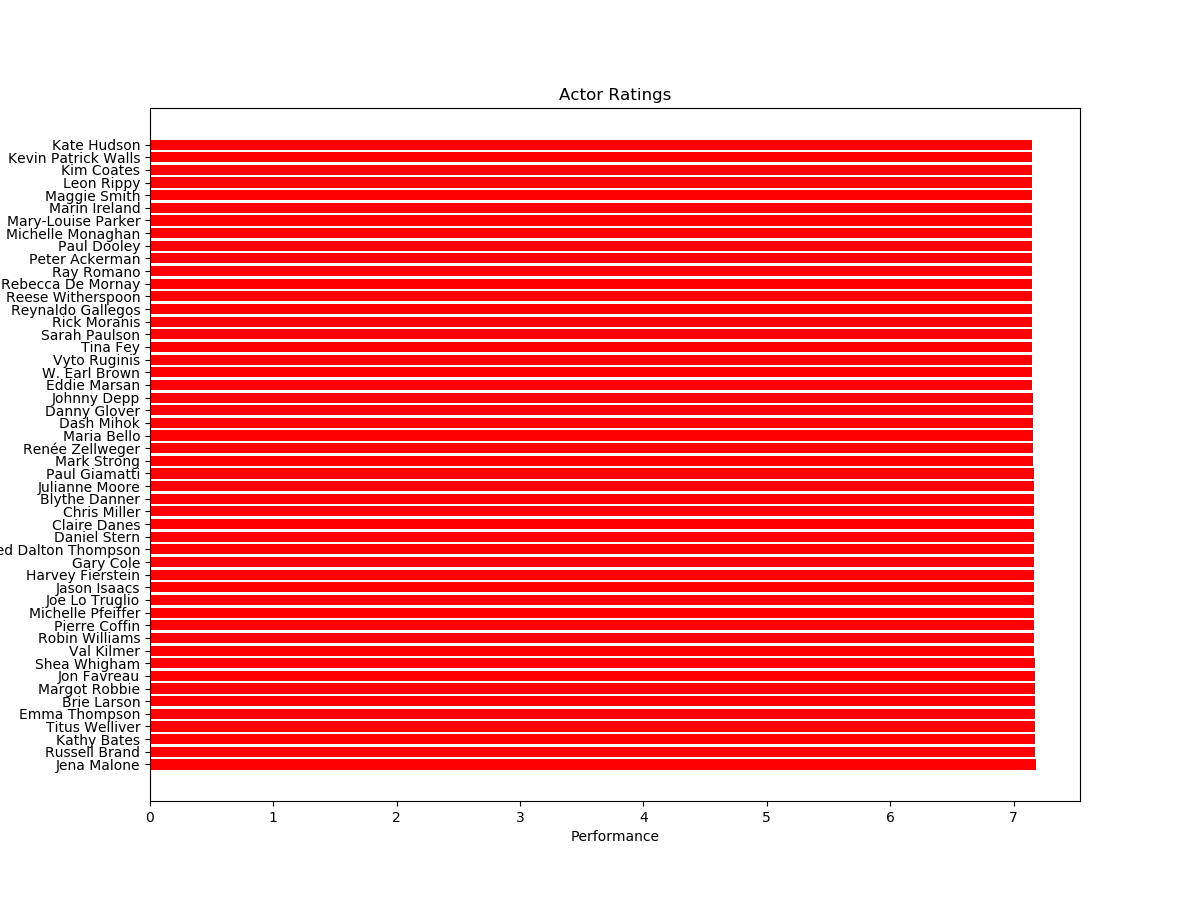 Actor Ratings
Kate Hudson
Kevin Patrick Walls
Kim Coates
Leon Rippy
Maggie Smith
Marin Ireland
Mary-Louise Parker
Michelle Monaghan
Paul Dooley
Peter Ackerman
Ray Romano
Rebecca De Mornay
Reese Witherspoon
Reynaldo Gallegos
Rick Moranis
Sarah Paulson
Tina Fey
Vyto Ruginis
W. Earl Brown
Eddie Marsan
Johnny Depp
Danny Glover
Dash Mihok
Maria Bello
Renée Zellweger
Mark Strong
Paul Giamatti
Julianne Moore
Blythe Danner
Chris Miller
Claire Danes
Daniel Stern
ed Dalton Thompson
Gary Cole
Harvey Fierstein
Jason Isaacs
Joe Lo Truglio
Michelle Pfeiffer
Pierre Coffin
Robin Williams
Val Kilmer
Shea Whigham
Jon Favreau
Margot Robbie
Brie Larson
Emma Thompson
Titus Welliver
Kathy Bates
Russell Brand
Jena Malone
0 1 2 3 4 5 6 7
Performance